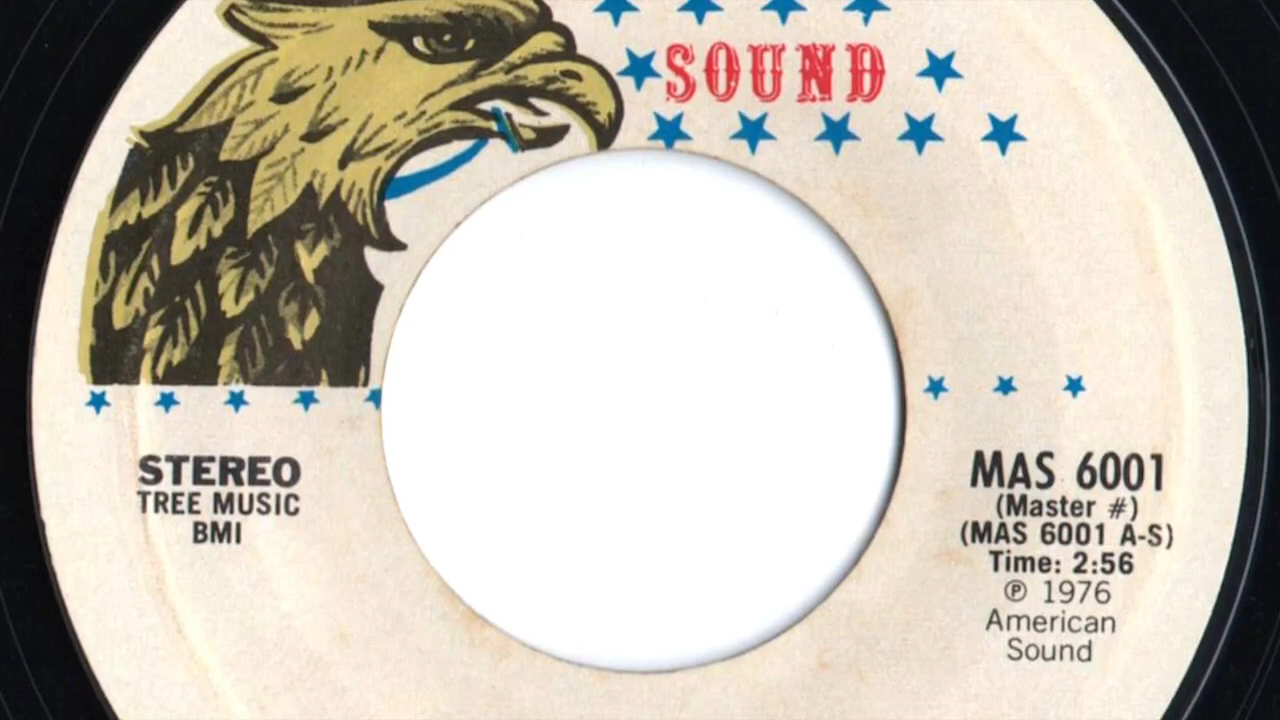 SOUND
STEREO
TREE MUSIC
BMI
MAS 6001
(Master #)
(MAS 6001 A-S)
Time: 2:56
℗ 1976
American
Sound